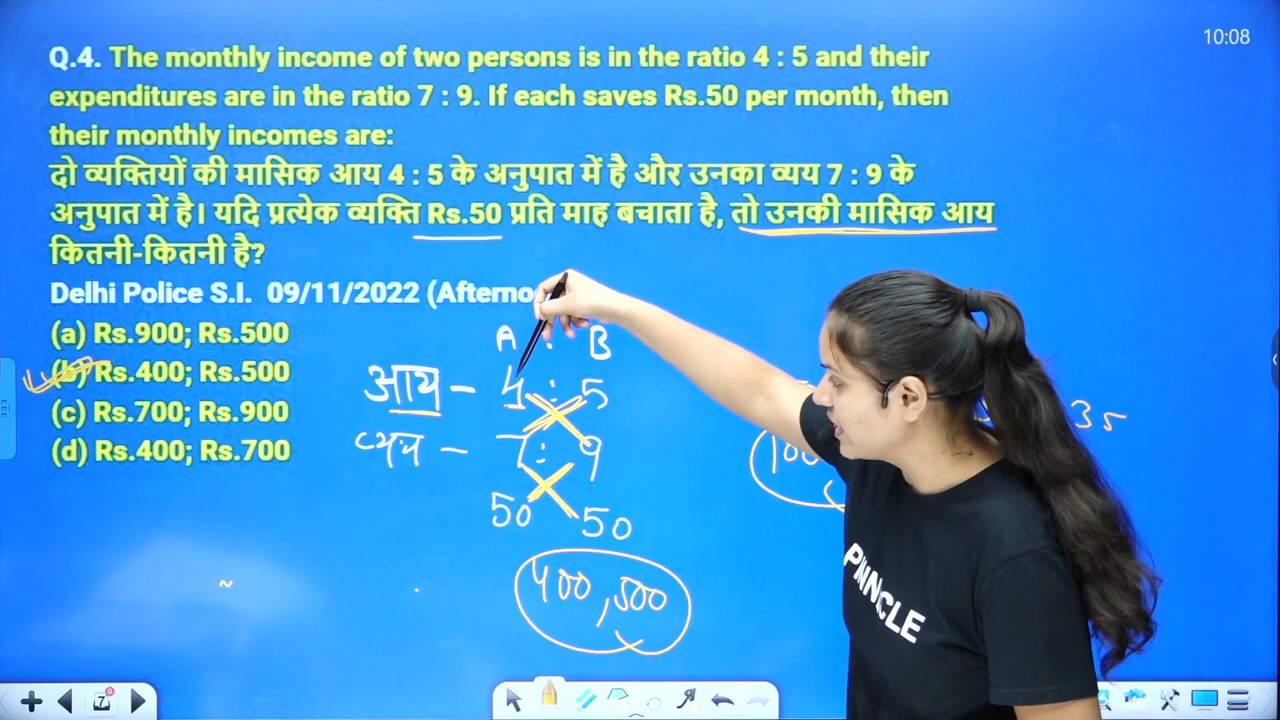 10:08
Q.4. The monthly income of two persons is in the ratio 4 : 5 and their
expenditures are in the ratio 7 : 9. If each saves Rs.50 per month, then
their monthly incomes are:
दो व्यक्तियों की मासिक आय 4 : 5 के अनुपात में है और उनका व्यय 7 : 9 के
अनुपात में है। यदि प्रत्येक व्यक्ति Rs.50 प्रति माह बचाता है, तो उनकी मासिक आय
कितनी-कितनी है?
Delhi Police S.I. 09/11/2022 (Afterno
(a) Rs.900; Rs.500
(b) Rs.400; Rs.500
(c) Rs.700; Rs.900
(d) Rs.400; Rs.700
A : B
आय – 4 : 5
व्यय – 7 : 9
50 50
400, 500
35
100
PINNACLE
7